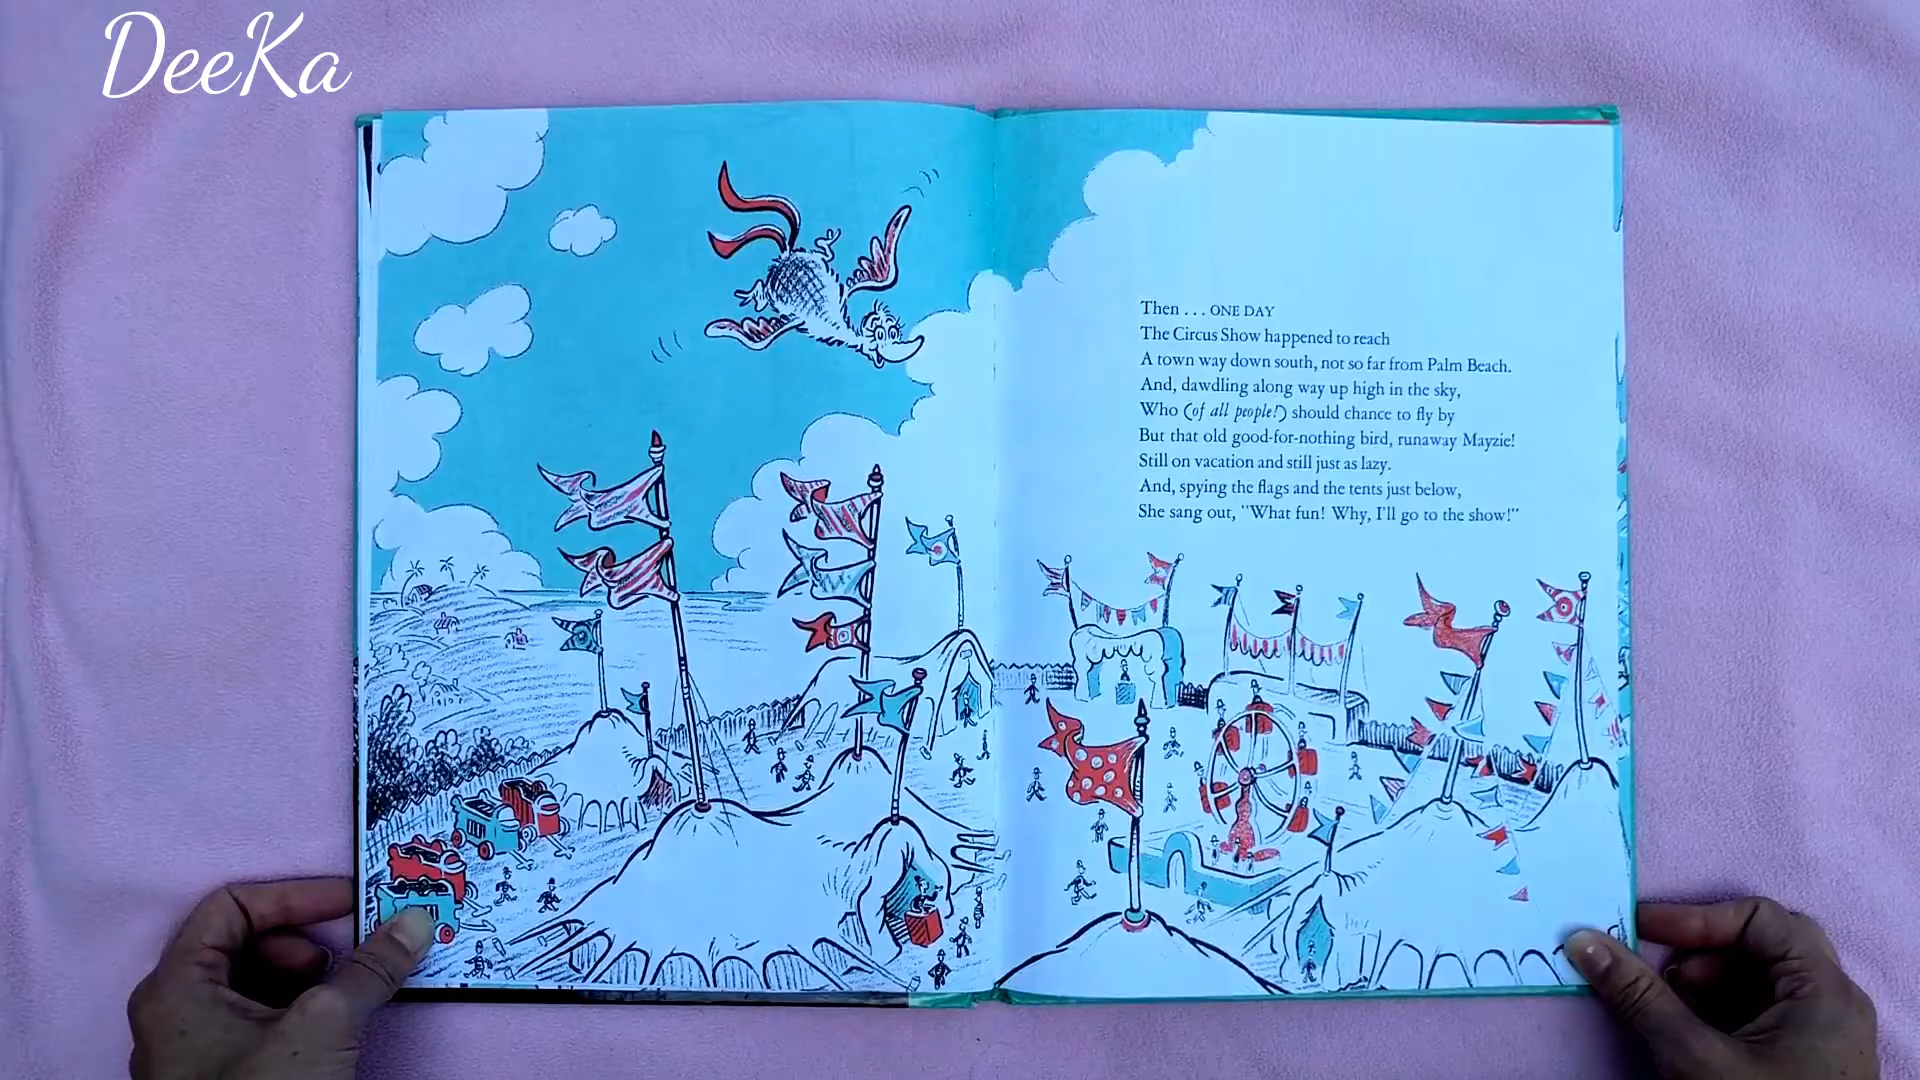 DeeKa
Then . . . ONE DAY
The Circus Show happened to reach
A town way down south, not so far from Palm Beach.
And, dawdling along way up high in the sky,
Who (of all people!) should chance to fly by
But that old good-for-nothing bird, runaway Mayzie!
Still on vacation and still just as lazy.
And, spying the flags and the tents just below,
She sang out, "What fun! Why, I'll go to the show!"